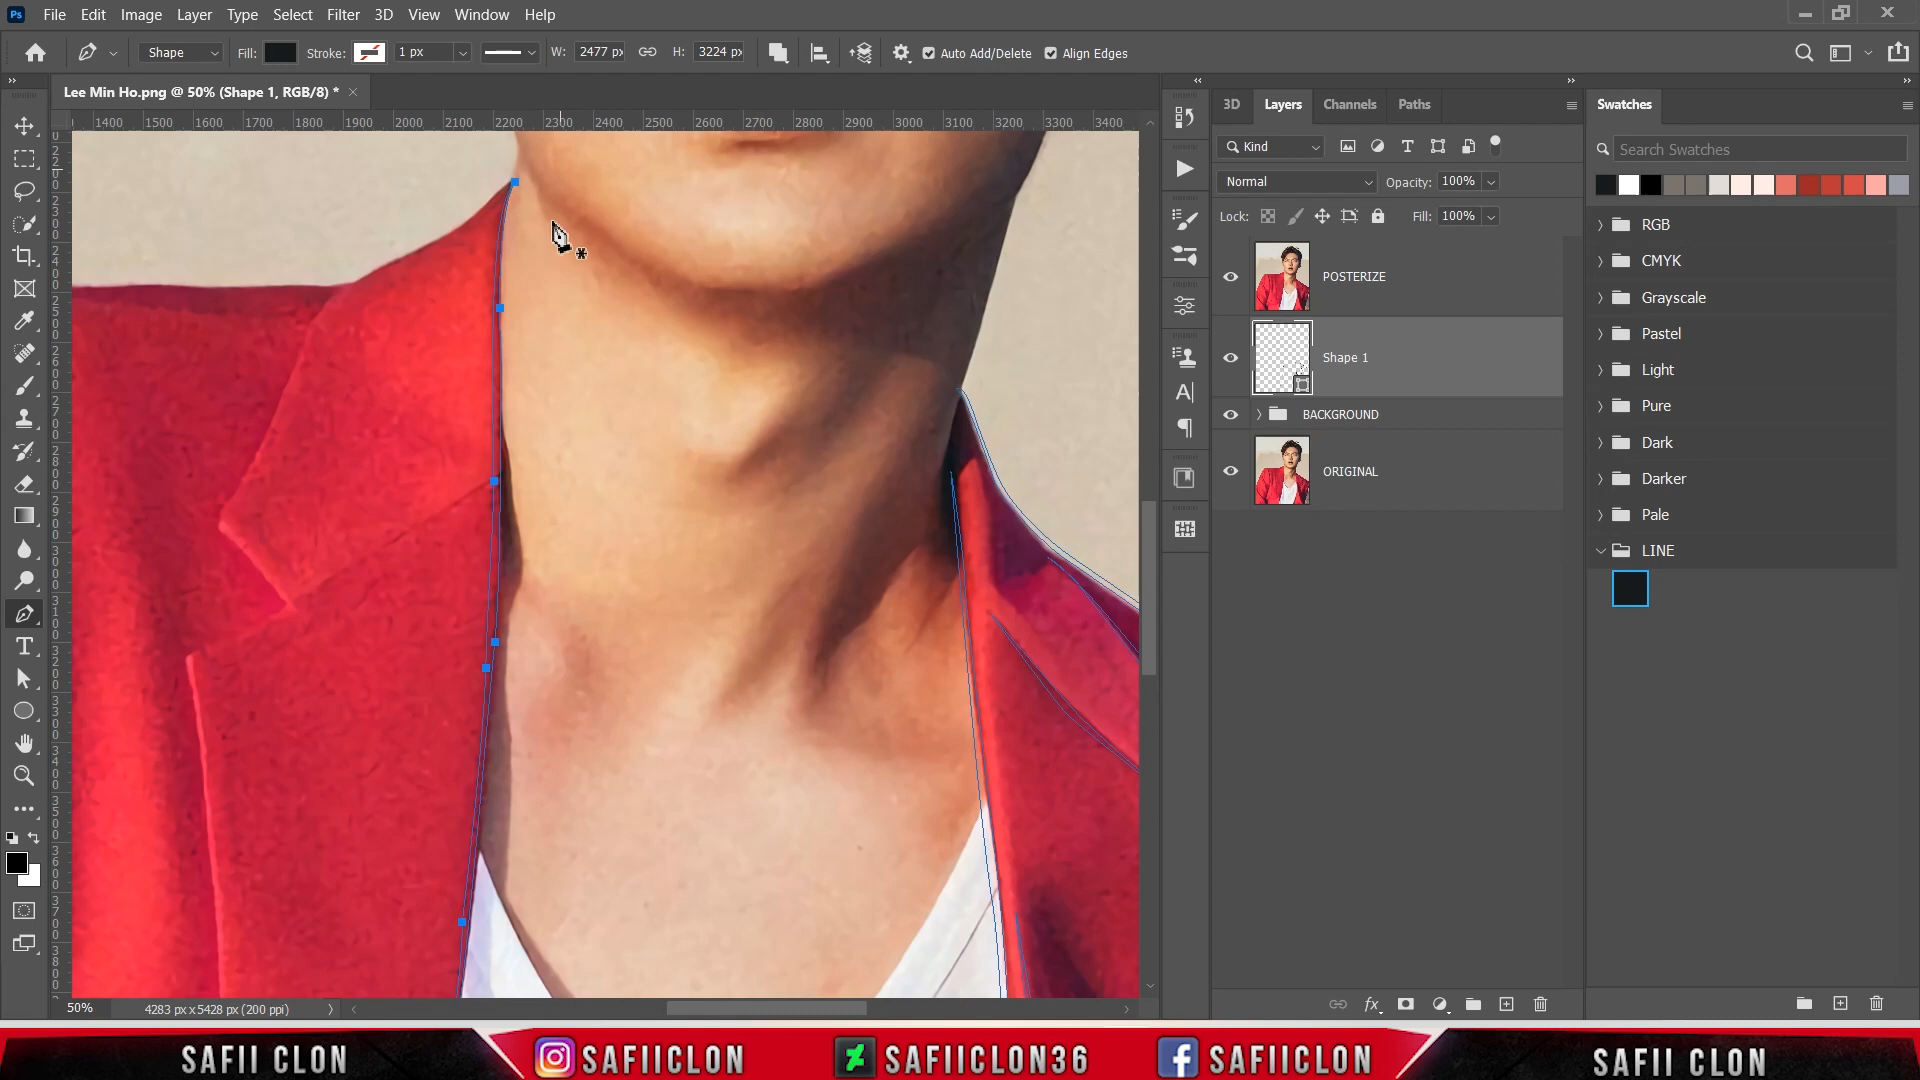 Ps File Edit Image Layer Type Select Filter 3D View Window Help
Shape Fill: Stroke: 1 px W: 2477 px H: 3224 px Auto Add/Delete Align Edges
Lee Min Ho.png @ 50% (Shape 1, RGB/8) *
1400 1500 1600 1700 1800 1900 2000 2100 2200 2300 2400 2500 2600 2700 2800 2900 3000 3100 3200 3300 3400
3D Layers Channels Paths
Kind
Normal Opacity: 100%
Lock: Fill: 100%
POSTERIZE
Shape 1
BACKGROUND
ORIGINAL
Swatches
Search Swatches
RGB
CMYK
Grayscale
Pastel
Light
Pure
Dark
Darker
Pale
LINE
50% 4283 px x 5428 px (200 ppi)
SAFII CLON SAFIICLON SAFIICLON36 SAFIICLON SAFII CLON